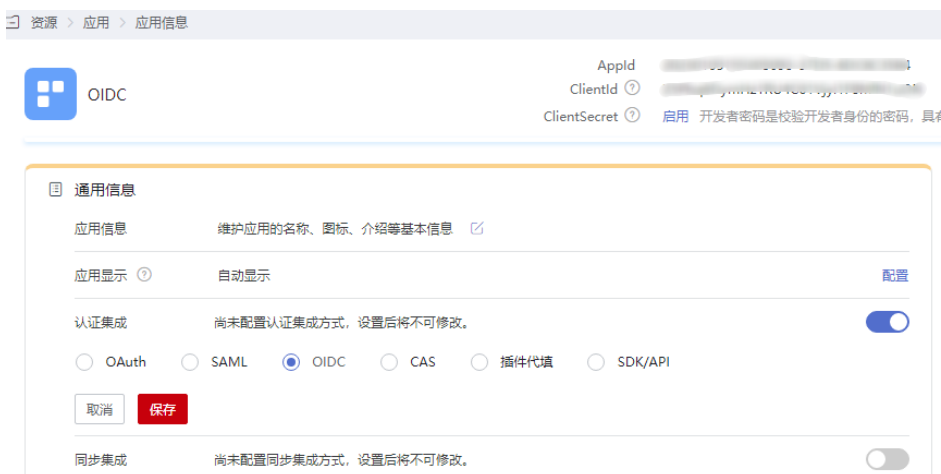 资源 > 应用 > 应用信息
OIDC
AppId
ClientId
ClientSecret 启用 开发者密码是校验开发者身份的密码，具有
通用信息
应用信息 维护应用的名称、图标、介绍等基本信息
应用显示 自动显示 配置
认证集成 尚未配置认证集成方式，设置后将不可修改。
OAuth SAML OIDC CAS 插件代填 SDK/API
取消 保存
同步集成 尚未配置同步集成方式，设置后将不可修改。